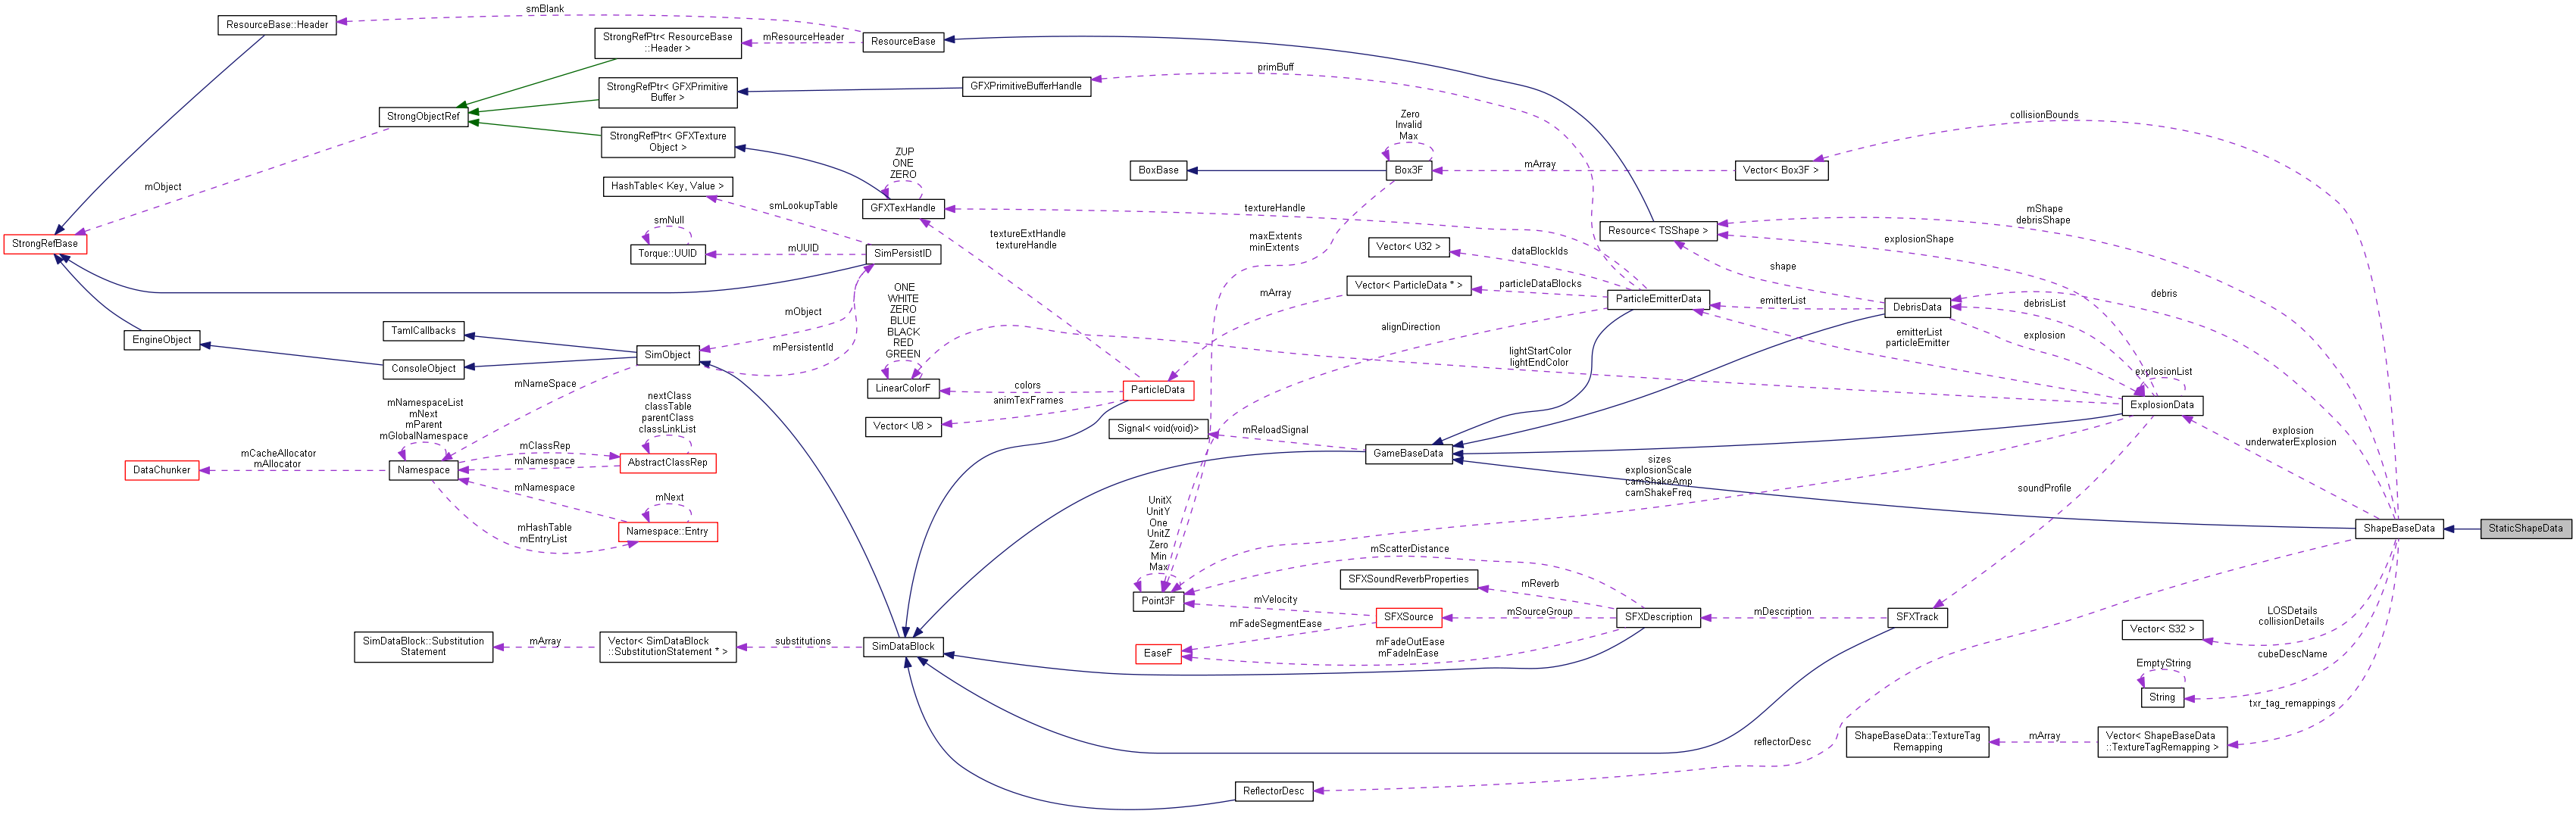 smBlank
ResourceBase::Header
StrongRefPtr< ResourceBase
::Header >
mResourceHeader
ResourceBase
primBuff
StrongRefPtr< GFXPrimitive
Buffer >
GFXPrimitiveBufferHandle
StrongObjectRef
Zero
Invalid
Max
collisionBounds
StrongRefPtr< GFXTexture
Object >
ZUP
ONE
ZERO
BoxBase
Box3F
mArray
Vector< Box3F >
mObject
HashTable< Key, Value >
smLookupTable
GFXTexHandle
textureHandle
mShape
debrisShape
smNull
textureExtHandle
textureHandle
maxExtents
minExtents
Resource< TSShape >
explosionShape
StrongRefBase
Torque::UUID
mUUID
SimPersistID
Vector< U32 >
dataBlockIds
shape
ONE
WHITE
ZERO
BLUE
BLACK
RED
GREEN
mArray
Vector< ParticleData * >
particleDataBlocks
ParticleEmitterData
emitterList
DebrisData
debrisList
debris
mObject
EngineObject
TamlCallbacks
alignDirection
emitterList
particleEmitter
explosion
mPersistentId
SimObject
ConsoleObject
lightStartColor
lightEndColor
explosionList
mNameSpace
LinearColorF
colors
ParticleData
animTexFrames
ExplosionData
mNamespaceList
mNext
mParent
mGlobalNamespace
nextClass
classTable
parentClass
classLinkList
Vector< U8 >
Signal< void(void)>
mReloadSignal
explosion
underwaterExplosion
mCacheAllocator
mAllocator
mClassRep
mNamespace
AbstractClassRep
GameBaseData
sizes
explosionScale
camShakeAmp
camShakeFreq
DataChunker
Namespace
mNamespace
mNext
soundProfile
UnitX
UnitY
One
UnitZ
Zero
Min
Max
mHashTable
mEntryList
Namespace::Entry
ShapeBaseData
StaticShapeData
mScatterDistance
SFXSoundReverbProperties
mReverb
Point3F
mVelocity
SFXSource
mSourceGroup
SFXDescription
mDescription
SFXTrack
LOSDetails
collisionDetails
Vector< S32 >
mFadeSegmentEase
SimDataBlock::Substitution
Statement
mArray
Vector< SimDataBlock
::SubstitutionStatement * >
substitutions
SimDataBlock
EaseF
mFadeOutEase
mFadeInEase
cubeDescName
EmptyString
String
txr_tag_remappings
reflectorDesc
ShapeBaseData::TextureTag
Remapping
mArray
Vector< ShapeBaseData
::TextureTagRemapping >
ReflectorDesc